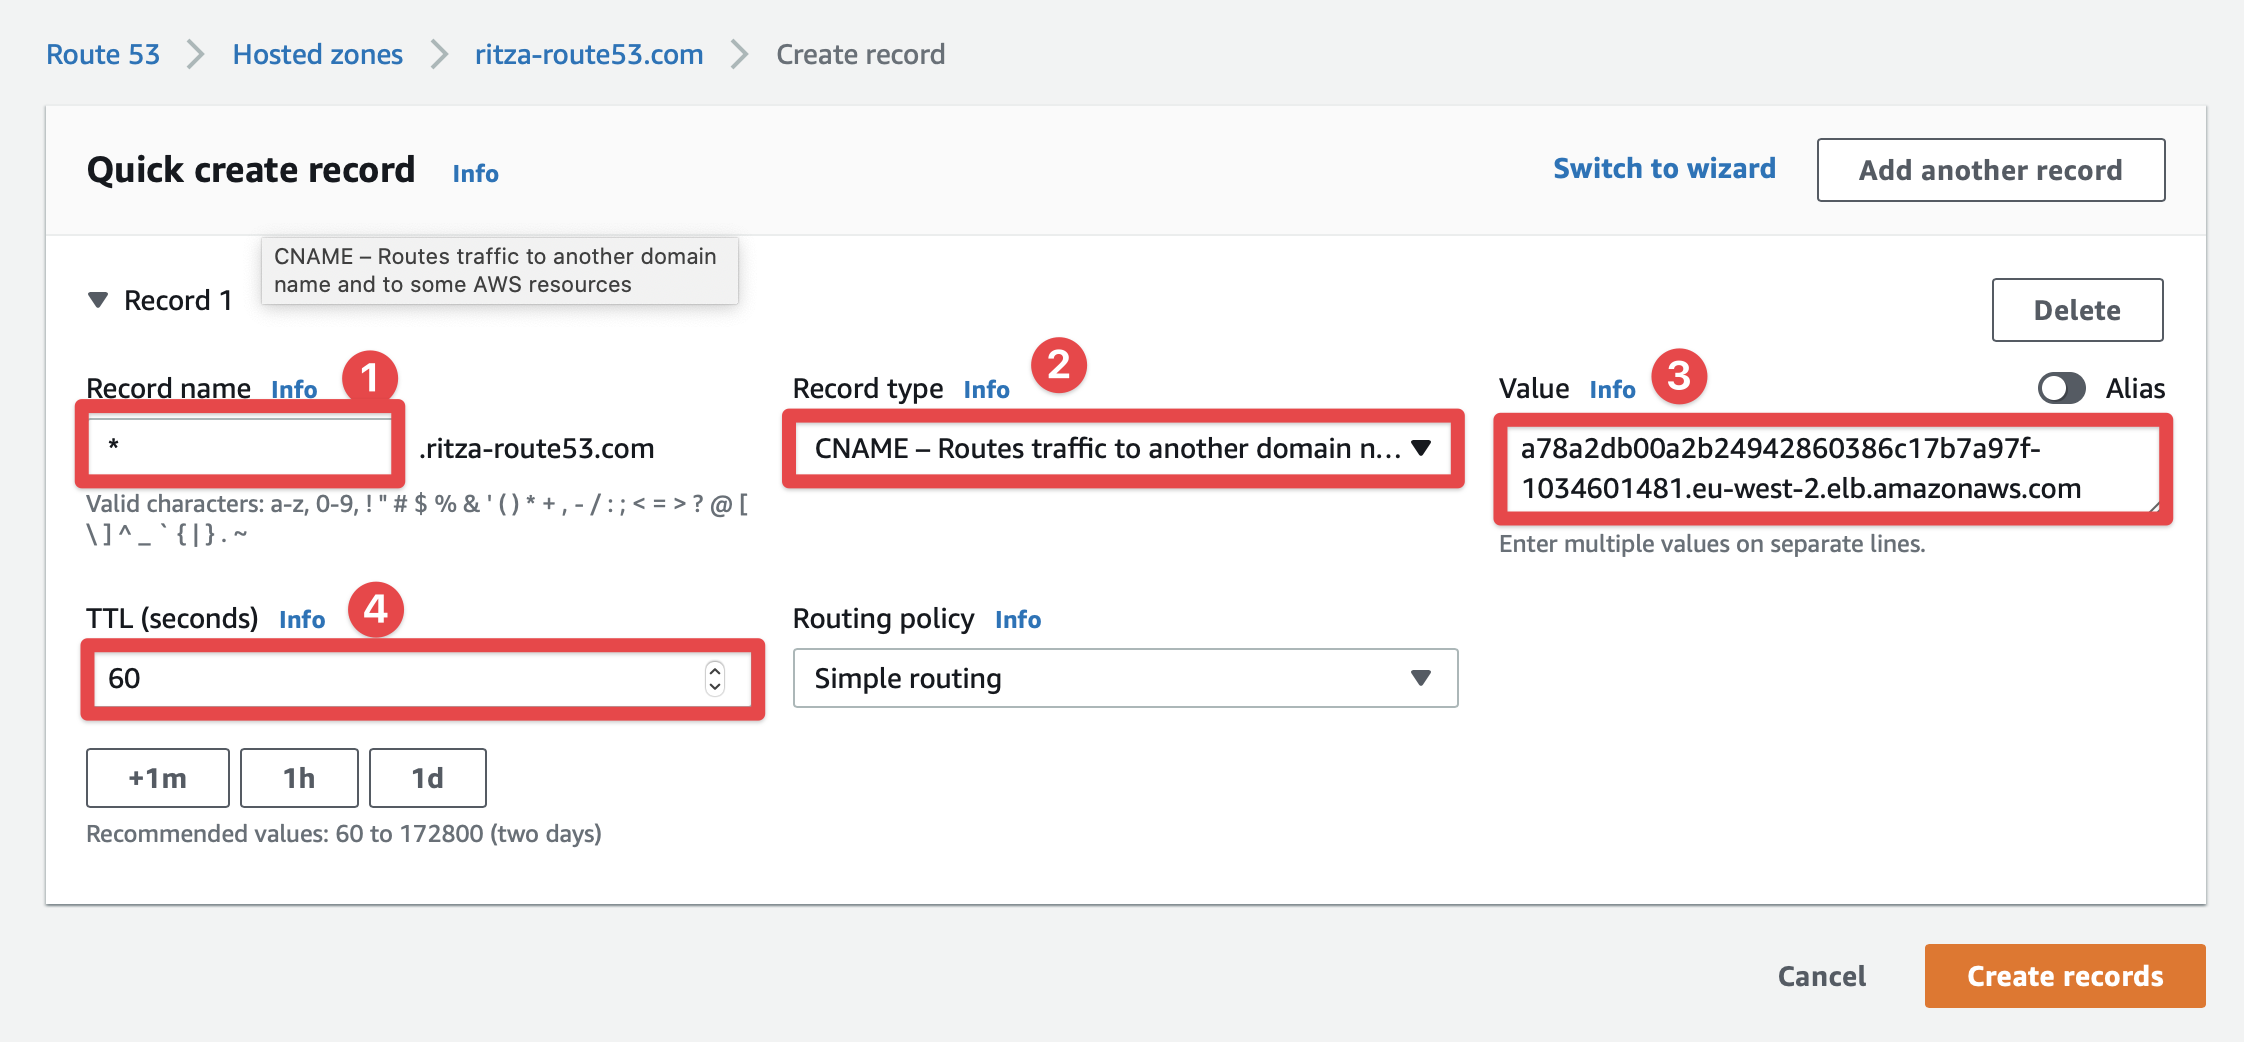 Route 53 > Hosted zones > ritza-route53.com > Create record
Quick create record Info
Switch to wizard
Add another record
CNAME – Routes traffic to another domain
name and to some AWS resources
▼ Record 1
Delete
Record name Info 1
*
.ritza-route53.com
Valid characters: a-z, 0-9, ! " # $ % & ' ( ) * + , - / : ; < = > ? @ [
\ ] ^ _ ` { | } . ~
Record type Info 2
CNAME – Routes traffic to another domain n...
Value Info 3
Alias
a78a2db00a2b24942860386c17b7a97f-
1034601481.eu-west-2.elb.amazonaws.com
Enter multiple values on separate lines.
TTL (seconds) Info 4
60
+1m 1h 1d
Recommended values: 60 to 172800 (two days)
Routing policy Info
Simple routing
Cancel
Create records